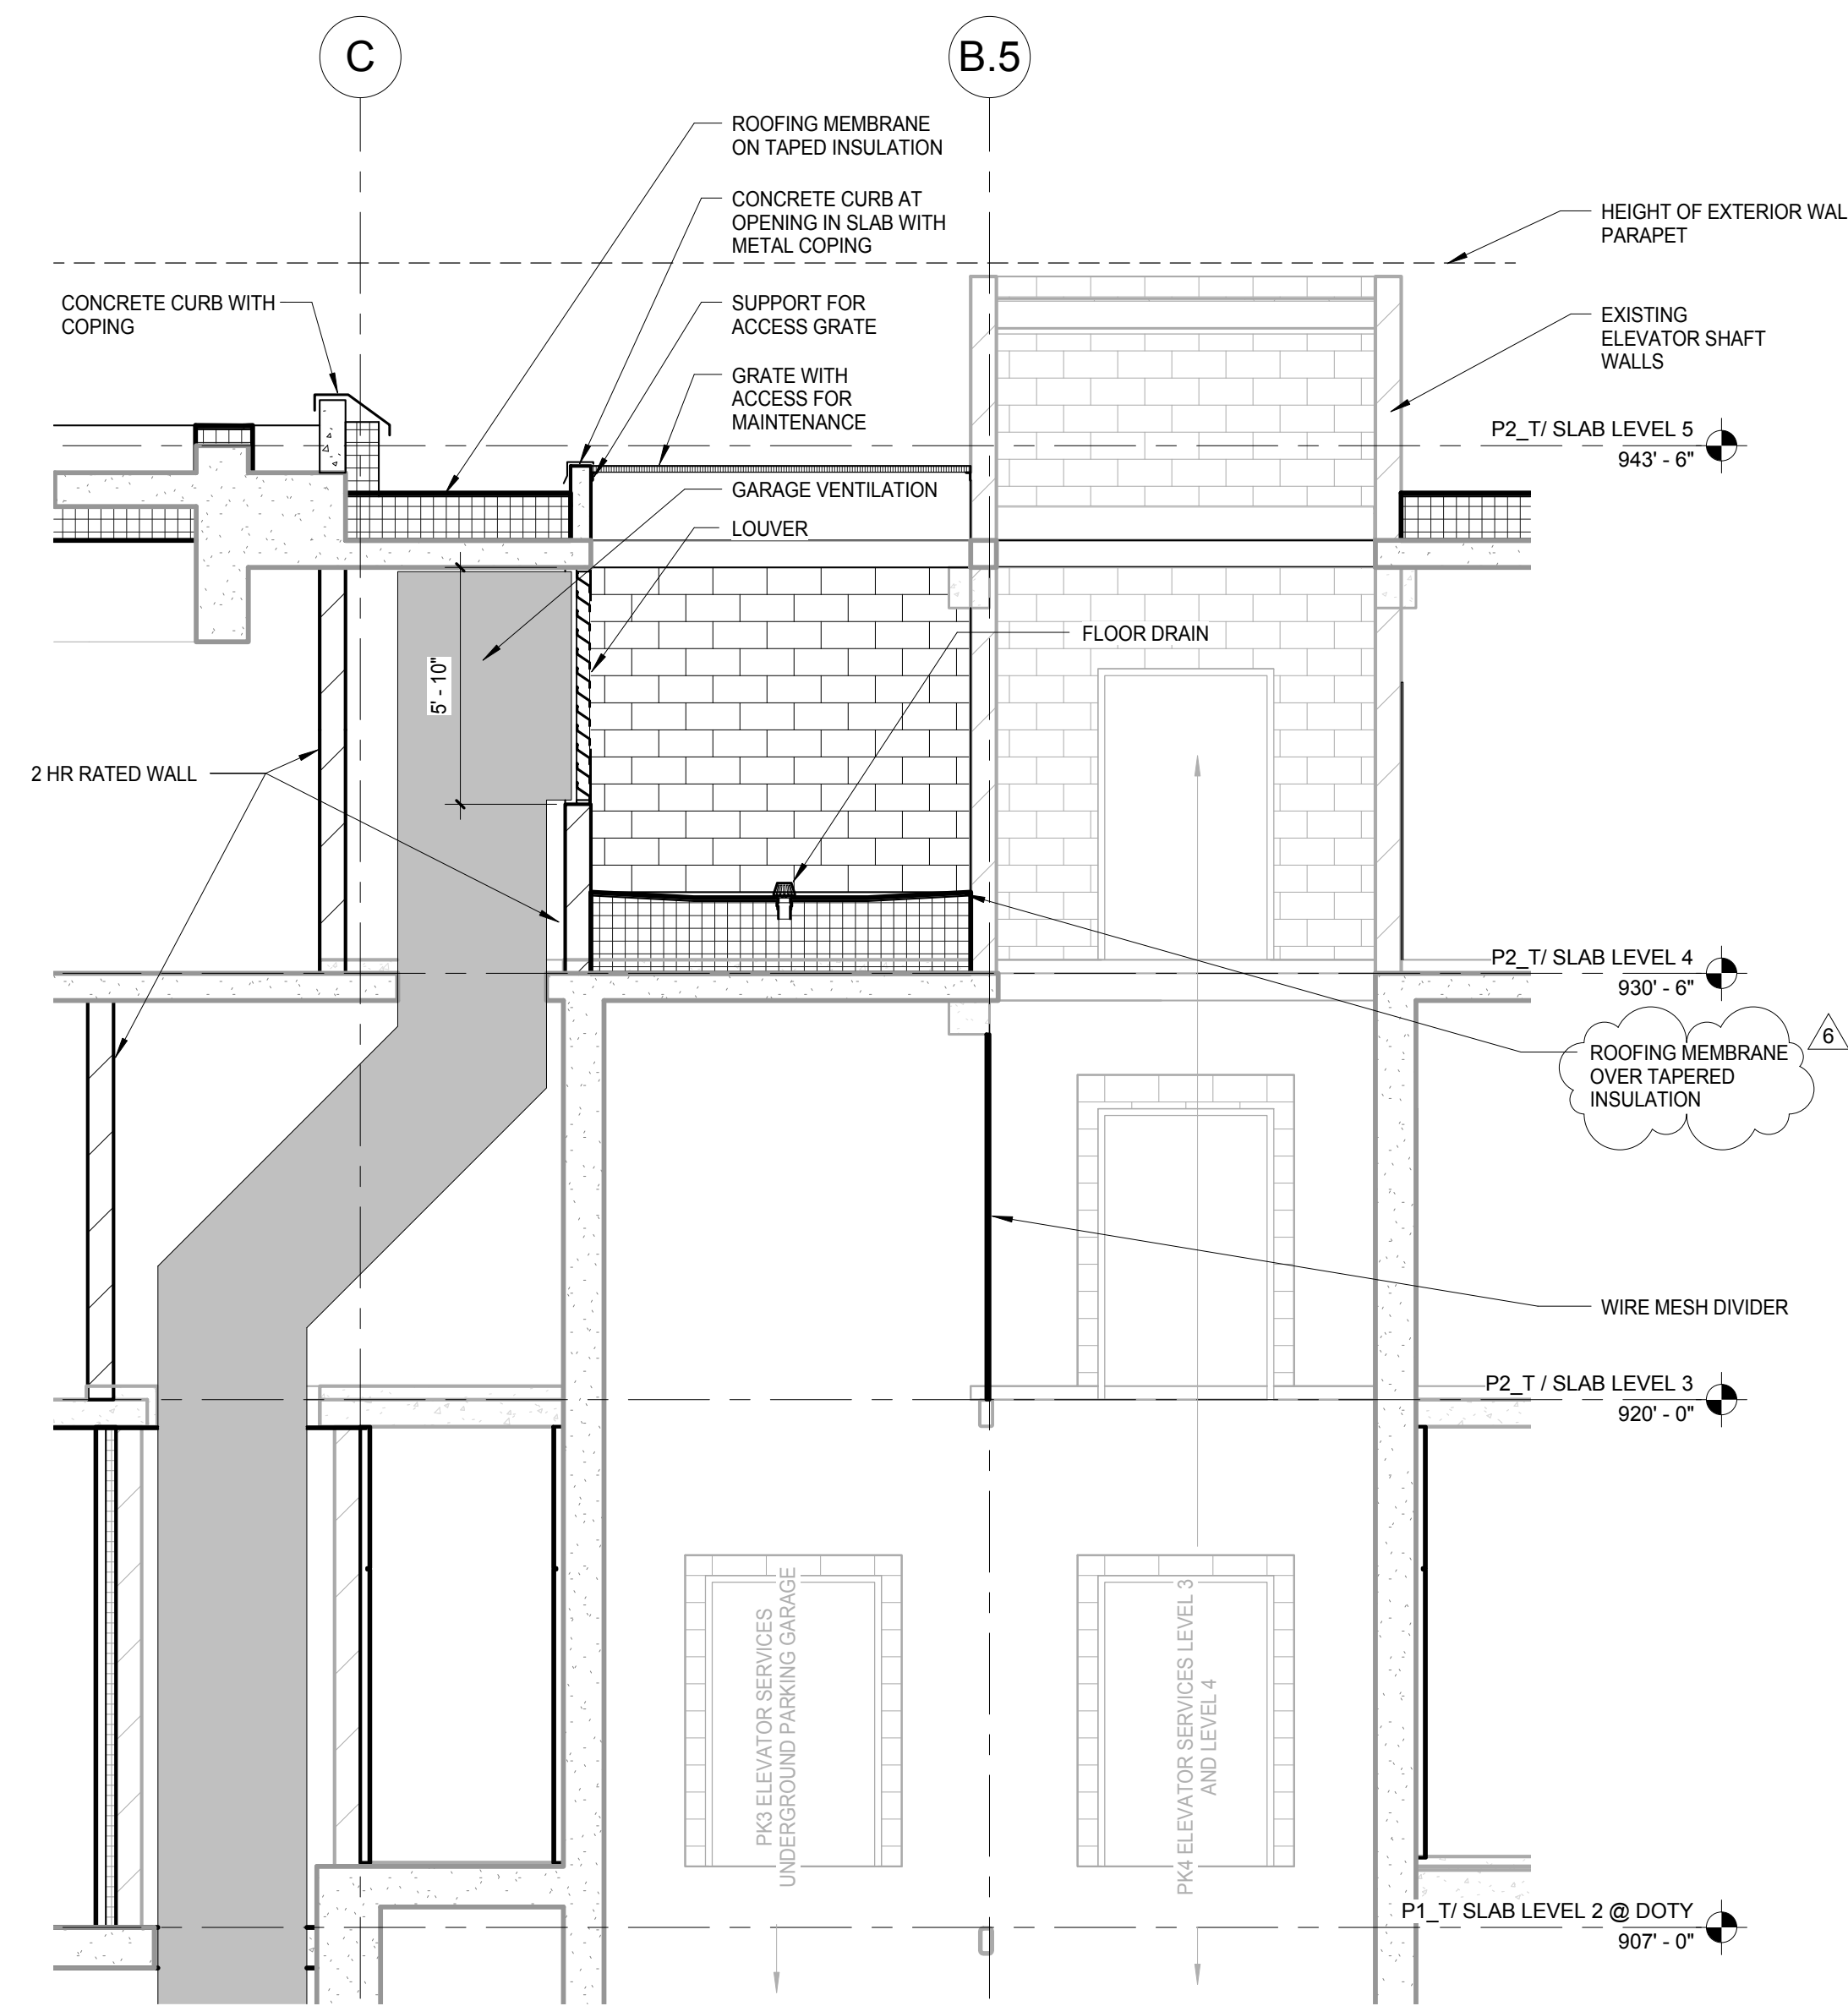 C
B.5
ROOFING MEMBRANE
ON TAPED INSULATION
CONCRETE CURB AT
OPENING IN SLAB WITH
METAL COPING
HEIGHT OF EXTERIOR WAL
PARAPET
CONCRETE CURB WITH
COPING
SUPPORT FOR
ACCESS GRATE
EXISTING
ELEVATOR SHAFT
WALLS
GRATE WITH
ACCESS FOR
MAINTENANCE
P2_T/ SLAB LEVEL 5
943' - 6"
GARAGE VENTILATION
LOUVER
FLOOR DRAIN
5' - 10"
2 HR RATED WALL
P2_T/ SLAB LEVEL 4
930' - 6"
6
ROOFING MEMBRANE
OVER TAPERED
INSULATION
WIRE MESH DIVIDER
P2_T / SLAB LEVEL 3
920' - 0"
PK3 ELEVATOR SERVICES
UNDERGROUND PARKING GARAGE
PK4 ELEVATOR SERVICES LEVEL 3
AND LEVEL 4
P1_T/ SLAB LEVEL 2 @ DOTY
907' - 0"